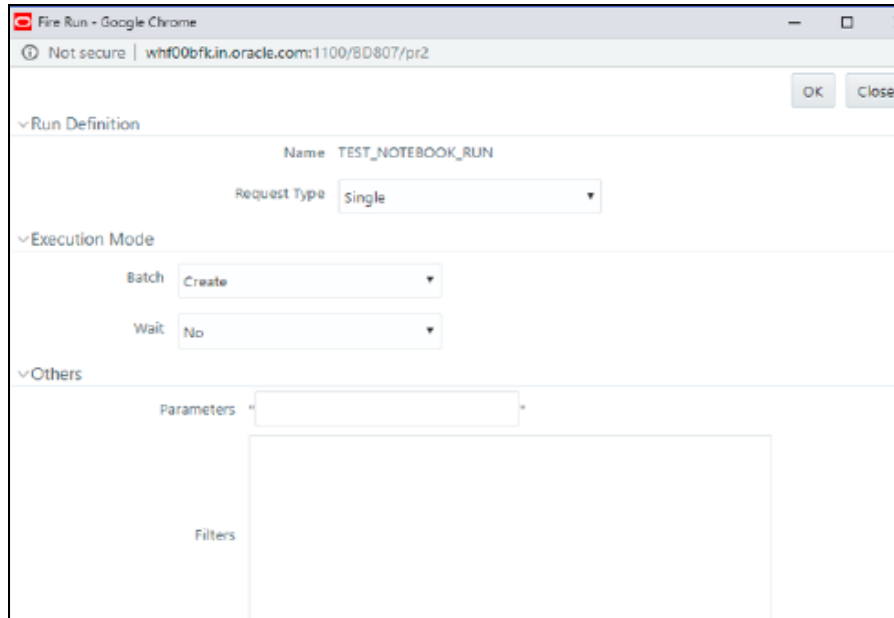 Fire Run - Google Chrome
Not secure | whf00bfk.in.oracle.com:1100/BD807/pr2
OK Close
Run Definition
Name TEST_NOTEBOOK_RUN
Request Type Single
Execution Mode
Batch Create
Wait No
Others
Parameters " "
Filters